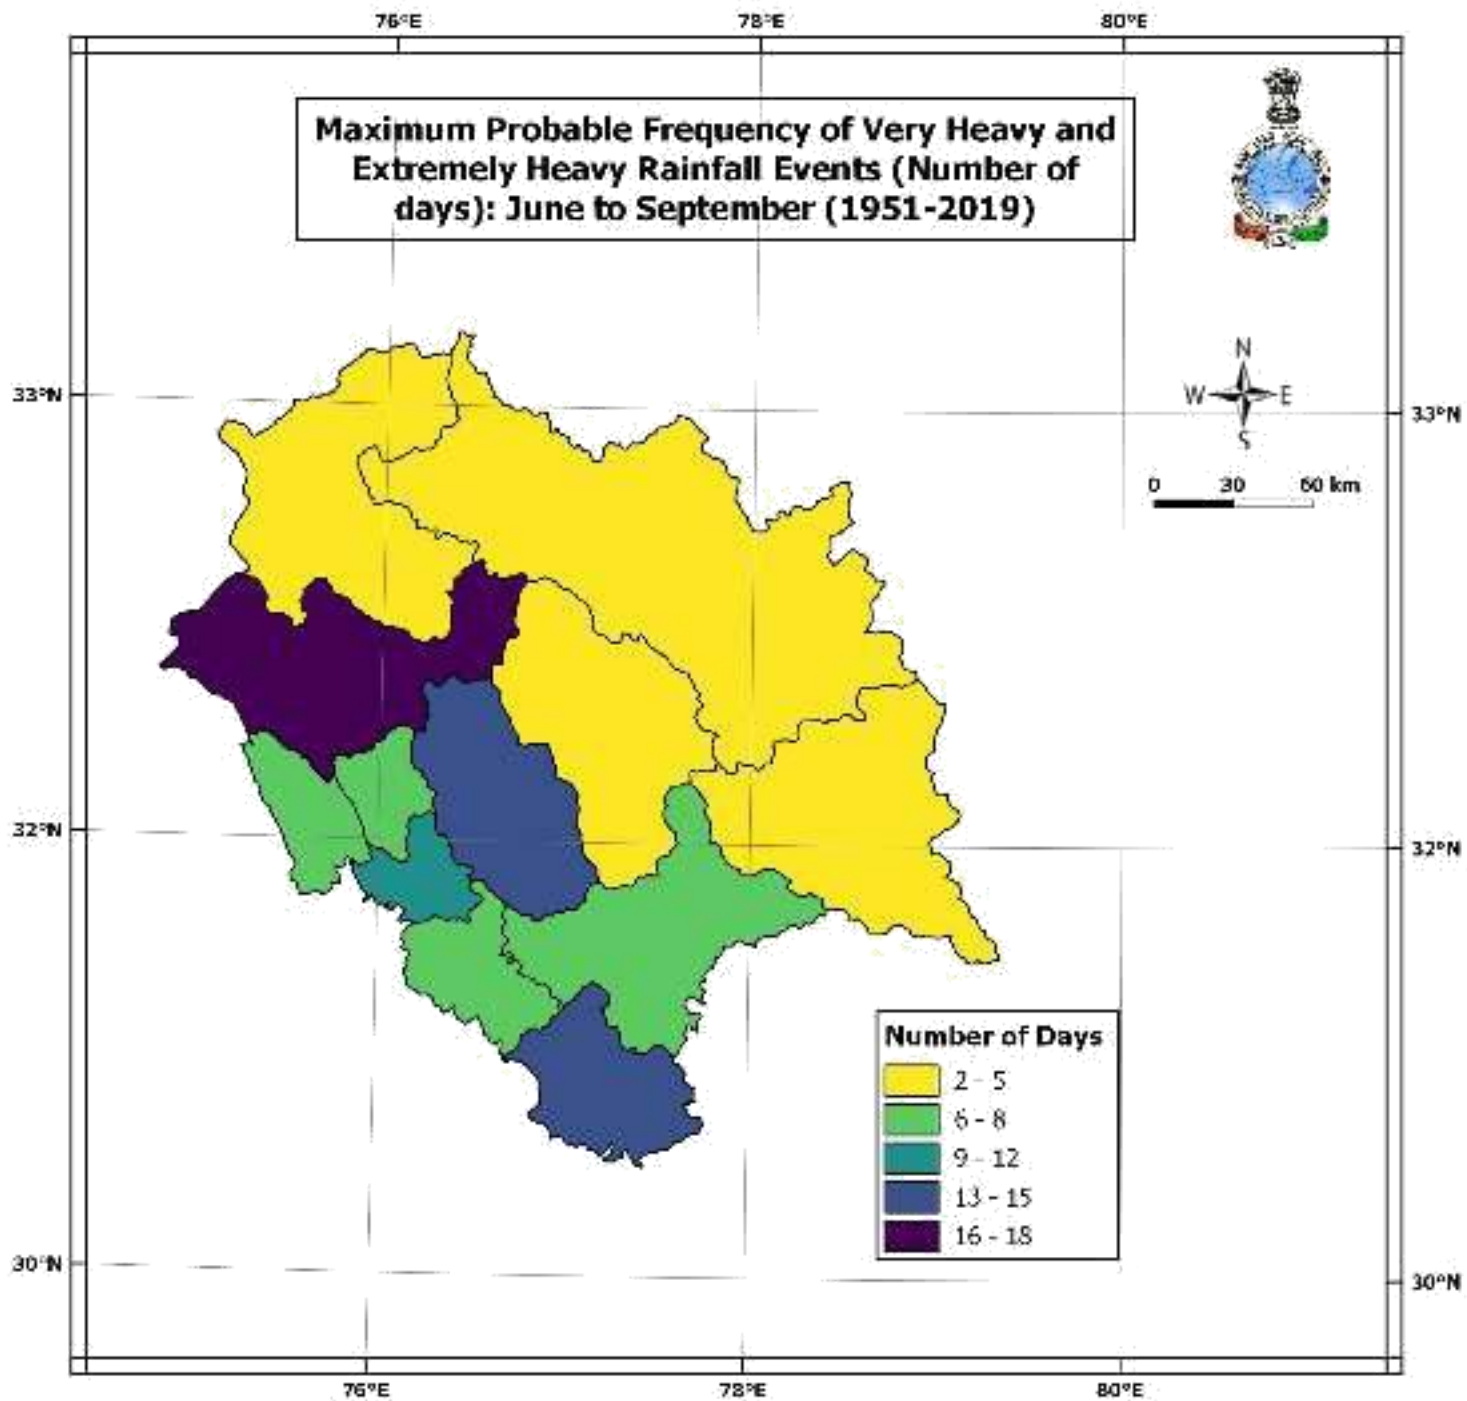 76°E 78°E 80°E
Maximum Probable Frequency of Very Heavy and
Extremely Heavy Rainfall Events (Number of
days): June to September (1951-2019)
N
W E
S
33°N 33°N
0 30 60 km
32°N 32°N
Number of Days
2 - 5
6 - 8
9 - 12
13 - 15
16 - 18
30°N 30°N
76°E 78°E 80°E